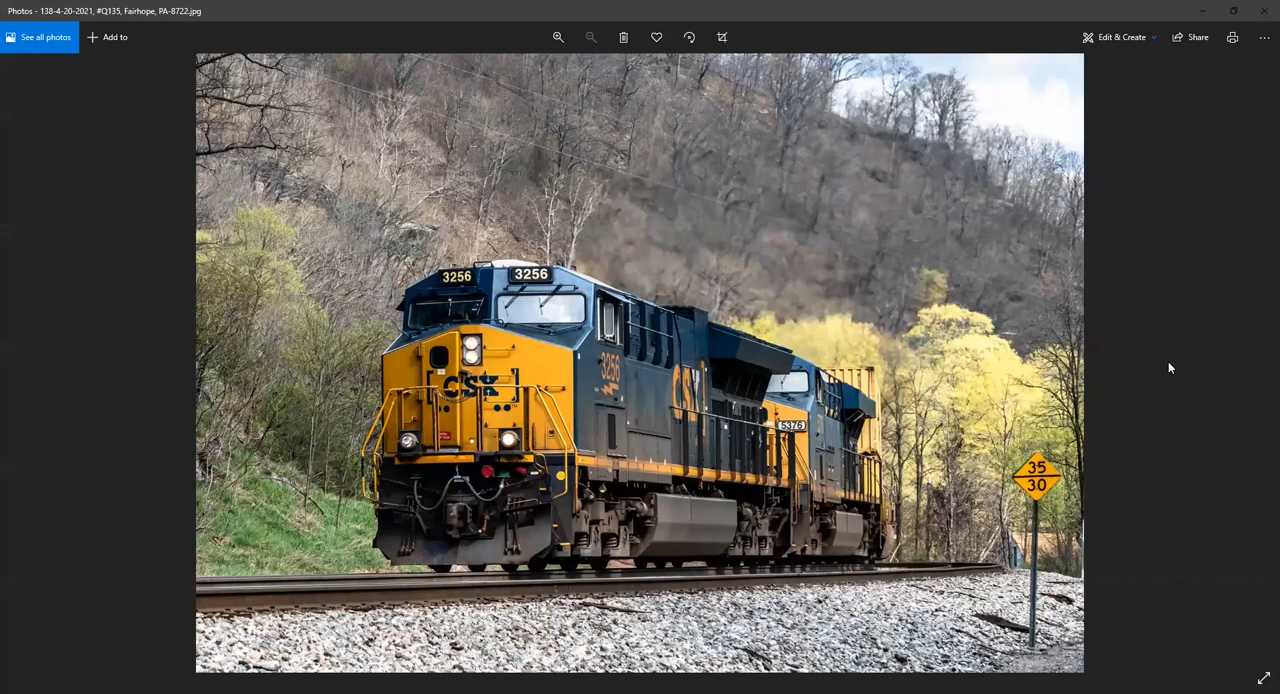 Photos - 138-4-20-2021, #Q135, Fairhope, PA-8722.jpg
See all photos
Add to
Edit & Create
Share
3256
3256
3256
CSX
CSX
5376
35
30